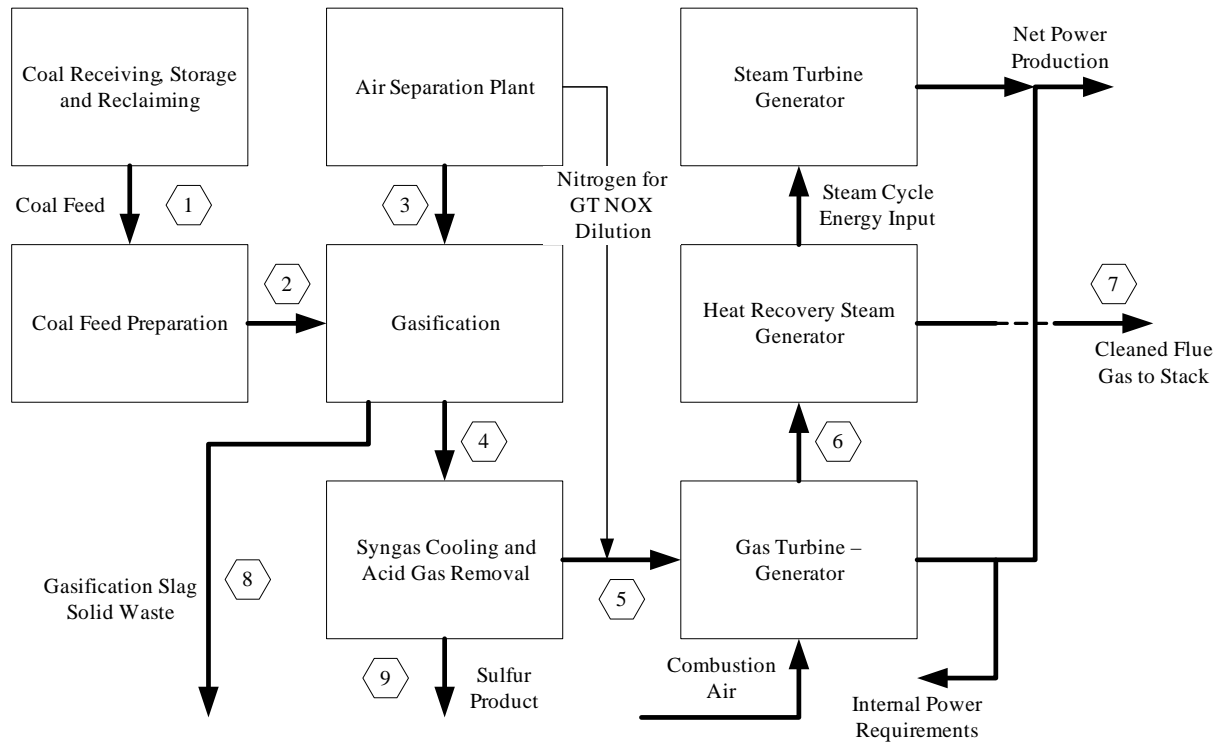 Coal Receiving, Storage
and Reclaiming
Air Separation Plant
Steam Turbine
Generator
Net Power
Production
Coal Feed
1
3
Nitrogen for
GT NOX
Dilution
Steam Cycle
Energy Input
Coal Feed Preparation
2
Gasification
Heat Recovery Steam
Generator
7
Cleaned Flue
Gas to Stack
4
6
Gasification Slag
Solid Waste
8
Syngas Cooling and
Acid Gas Removal
5
Gas Turbine –
Generator
9
Sulfur
Product
Combustion
Air
Internal Power
Requirements